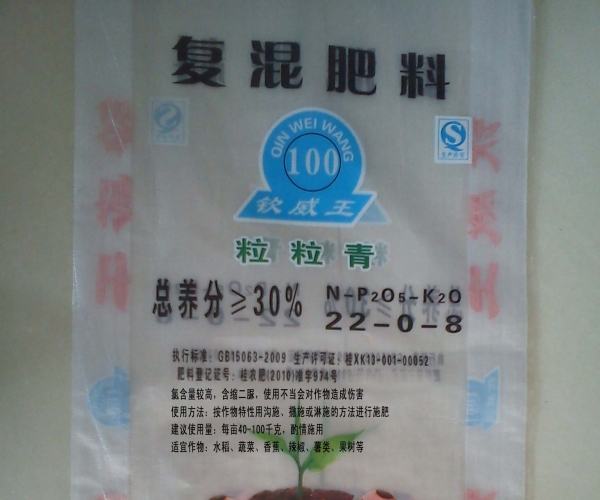 复混肥料
QIN WEI WANG
100
钦威王
生产许可
粒粒青
总养分≥30% N-P2O5-K2O
22-0-8
执行标准：GB15063-2009 生产许可证：桂XK13-001-00052
肥料登记证号：桂农肥(2010)准字974号
氯含量较高，含缩二脲，使用不当会对作物造成伤害
使用方法：按作物特性用沟施、撒施或淋施的方法进行施肥
建议使用量：每亩40-100千克，酌情施用
适宜作物：水稻、蔬菜、香蕉、辣椒、薯类、果树等